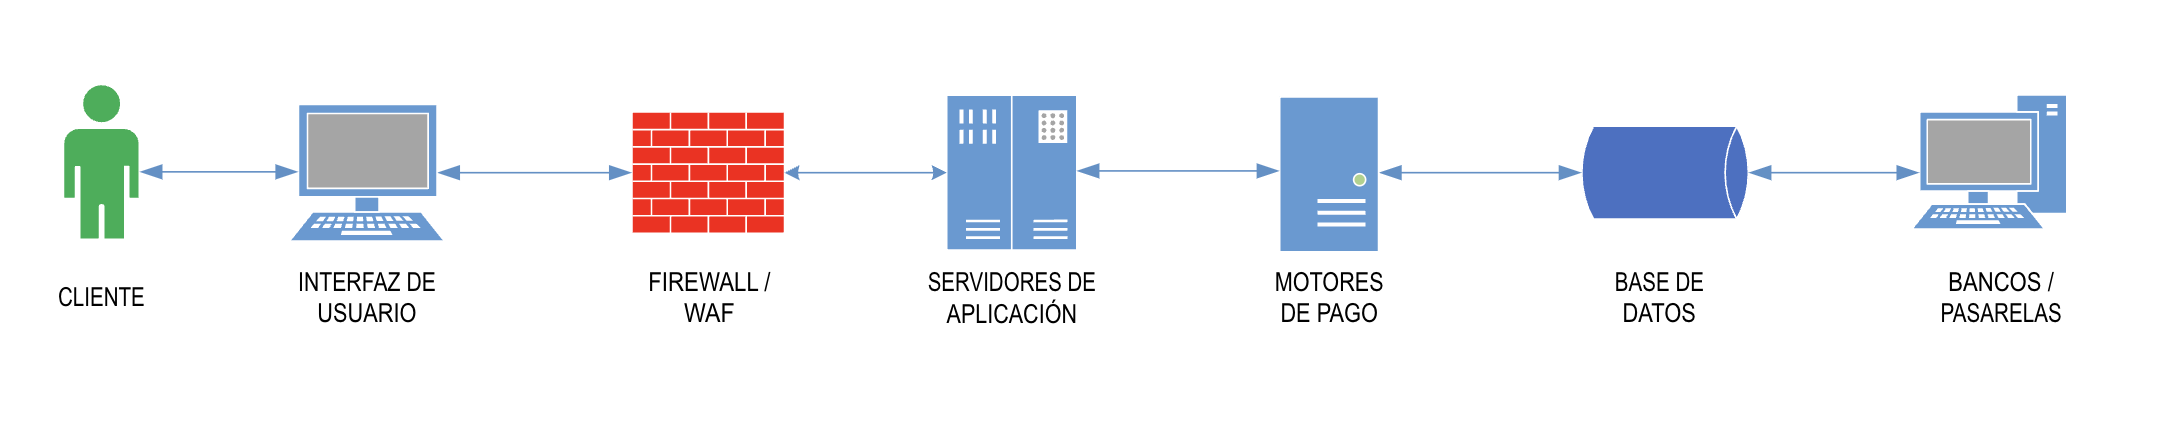 CLIENTE
INTERFAZ DE
USUARIO
FIREWALL /
WAF
SERVIDORES DE
APLICACIÓN
MOTORES
DE PAGO
BASE DE
DATOS
BANCOS /
PASARELAS